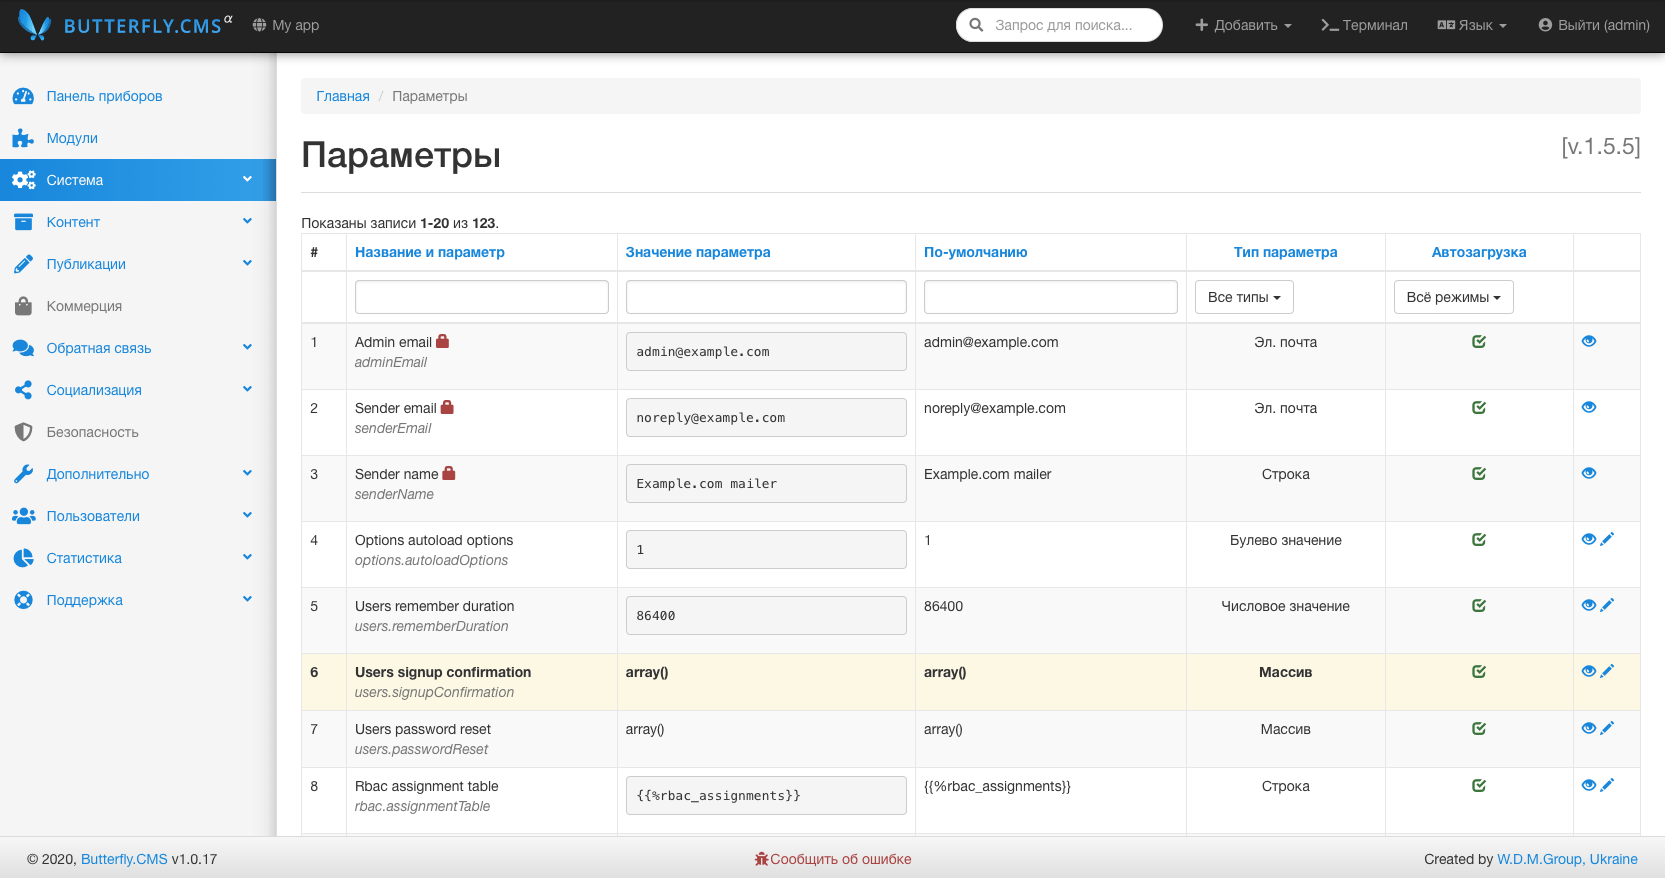 BUTTERFLY.CMS α My app Запрос для поиска... Добавить Терминал Язык Выйти (admin)
Панель приборов
Модули
Система
Контент
Публикации
Коммерция
Обратная связь
Социализация
Безопасность
Дополнительно
Пользователи
Статистика
Поддержка
Главная / Параметры
Параметры [v.1.5.5]
Показаны записи 1-20 из 123.
# Название и параметр Значение параметра По-умолчанию Тип параметра Автозагрузка
Все типы Всё режимы
1 Admin email admin@example.com admin@example.com Эл. почта
adminEmail
2 Sender email noreply@example.com noreply@example.com Эл. почта
senderEmail
3 Sender name Example.com mailer Example.com mailer Строка
senderName
4 Options autoload options 1 1 Булево значение
options.autoloadOptions
5 Users remember duration 86400 86400 Числовое значение
users.rememberDuration
6 Users signup confirmation array() array() Массив
users.signupConfirmation
7 Users password reset array() array() Массив
users.passwordReset
8 Rbac assignment table {{%rbac_assignments}} {{%rbac_assignments}} Строка
rbac.assignmentTable
© 2020, Butterfly.CMS v1.0.17 Сообщить об ошибке Created by W.D.M.Group, Ukraine